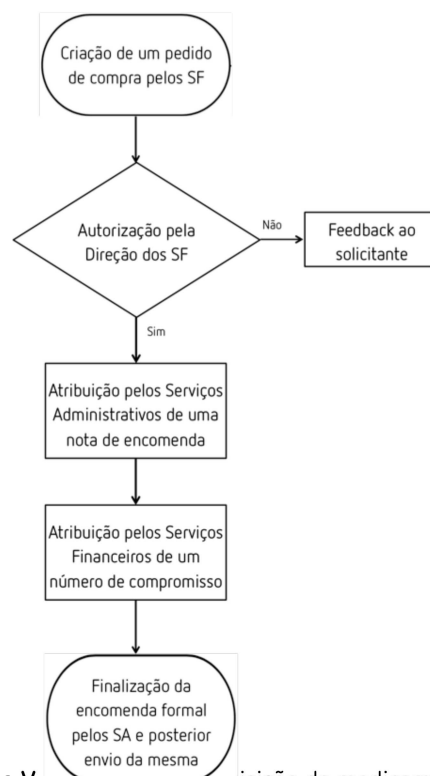 Criação de um pedido
de compra pelos SF
Autorização pela
Direção dos SF
Não
Feedback ao
solicitante
Sim
Atribuição pelos Serviços
Administrativos de uma
nota de encomenda
Atribuição pelos Serviços
Financeiros de um
número de compromisso
Finalização da
encomenda formal
pelos SA e posterior
envio da mesma